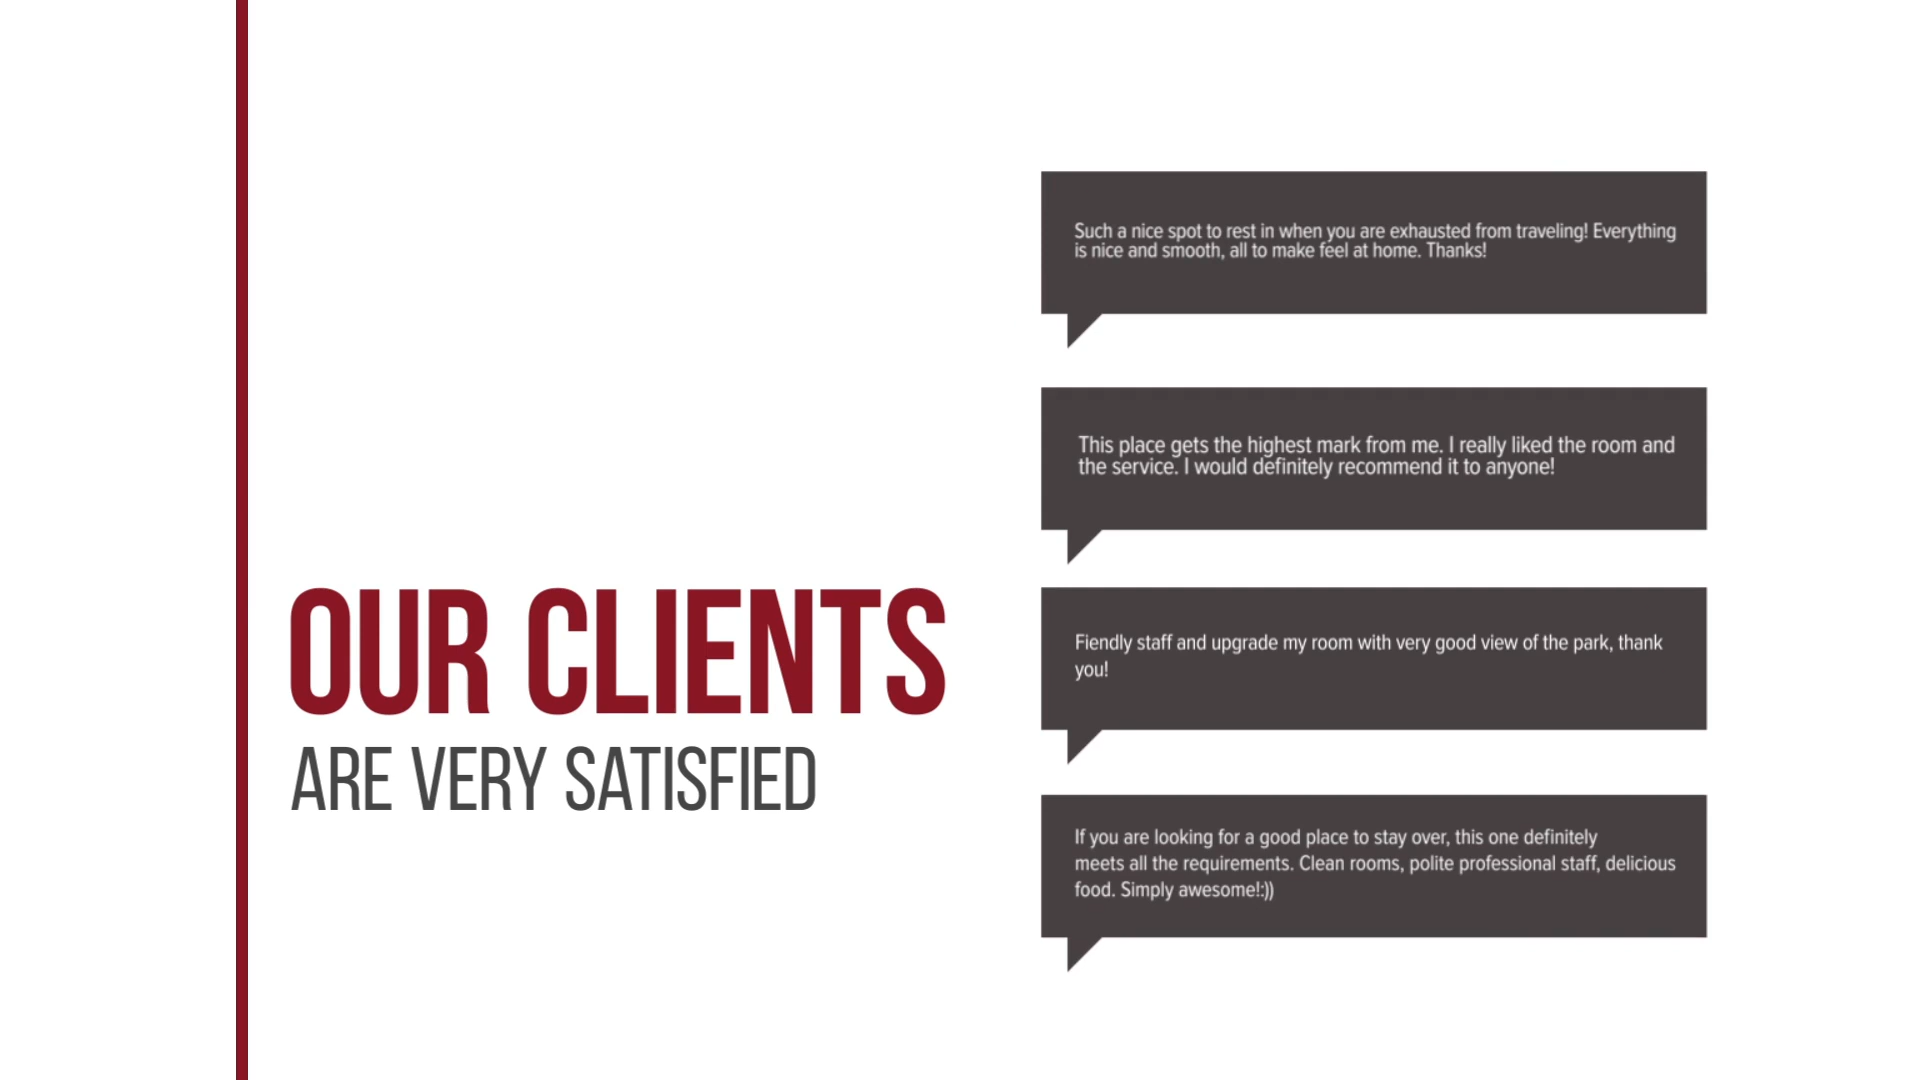 OUR CLIENTS
ARE VERY SATISFIED
Such a nice spot to rest in when you are exhausted from traveling! Everything
is nice and smooth, all to make feel at home. Thanks!
This place gets the highest mark from me. I really liked the room and
the service. I would definitely recommend it to anyone!
Fiendly staff and upgrade my room with very good view of the park, thank
you!
If you are looking for a good place to stay over, this one definitely
meets all the requirements. Clean rooms, polite professional staff, delicious
food. Simply awesome!:))